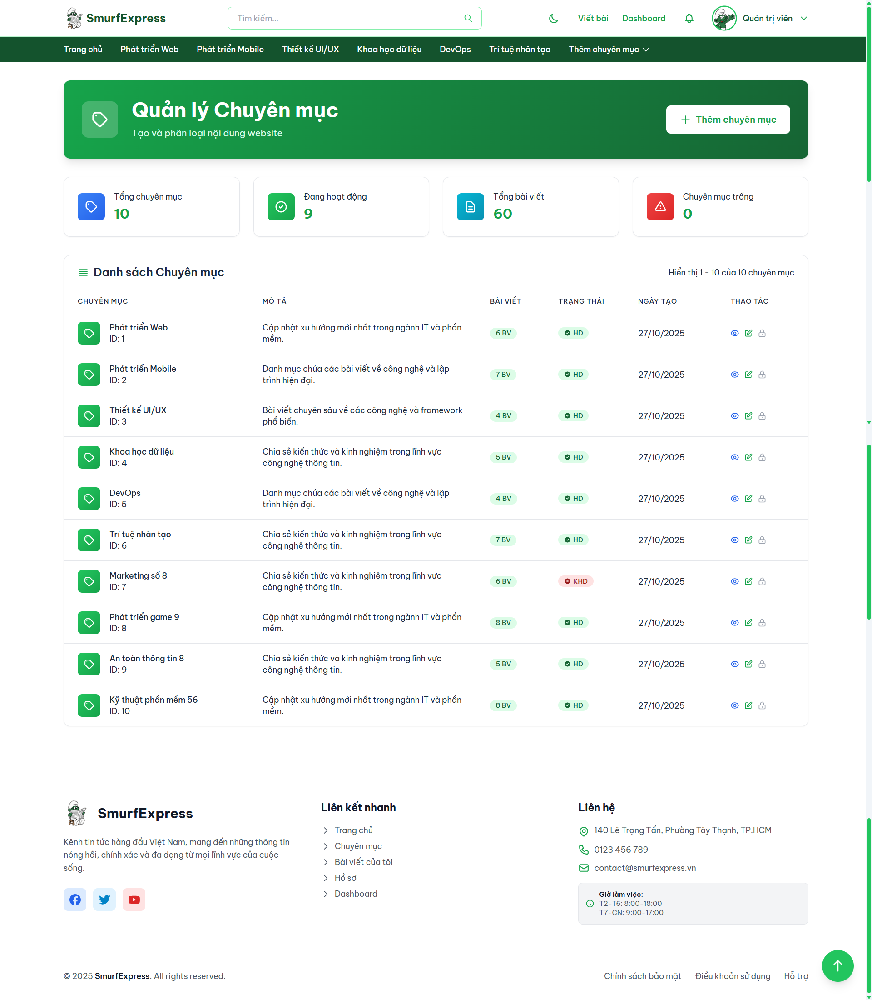 SmurfExpress
Tìm kiếm...
Viết bài
Dashboard
Quản trị viên
Trang chủ
Phát triển Web
Phát triển Mobile
Thiết kế UI/UX
Khoa học dữ liệu
DevOps
Trí tuệ nhân tạo
Thêm chuyên mục
Quản lý Chuyên mục
Tạo và phân loại nội dung website
Thêm chuyên mục
Tổng chuyên mục
10
Đang hoạt động
9
Tổng bài viết
60
Chuyên mục trống
0
Danh sách Chuyên mục
Hiển thị 1 - 10 của 10 chuyên mục
CHUYÊN MỤC
MÔ TẢ
BÀI VIẾT
TRẠNG THÁI
NGÀY TẠO
THAO TÁC
Phát triển Web
ID: 1
Cập nhật xu hướng mới nhất trong ngành IT và phần
mềm.
6 BV
HD
27/10/2025
Phát triển Mobile
ID: 2
Danh mục chứa các bài viết về công nghệ và lập
trình hiện đại.
7 BV
HD
27/10/2025
Thiết kế UI/UX
ID: 3
Bài viết chuyên sâu về các công nghệ và framework
phổ biến.
4 BV
HD
27/10/2025
Khoa học dữ liệu
ID: 4
Chia sẻ kiến thức và kinh nghiệm trong lĩnh vực
công nghệ thông tin.
5 BV
HD
27/10/2025
DevOps
ID: 5
Danh mục chứa các bài viết về công nghệ và lập
trình hiện đại.
4 BV
HD
27/10/2025
Trí tuệ nhân tạo
ID: 6
Chia sẻ kiến thức và kinh nghiệm trong lĩnh vực
công nghệ thông tin.
7 BV
HD
27/10/2025
Marketing số 8
ID: 7
Chia sẻ kiến thức và kinh nghiệm trong lĩnh vực
công nghệ thông tin.
6 BV
KHD
27/10/2025
Phát triển game 9
ID: 8
Cập nhật xu hướng mới nhất trong ngành IT và phần
mềm.
8 BV
HD
27/10/2025
An toàn thông tin 8
ID: 9
Chia sẻ kiến thức và kinh nghiệm trong lĩnh vực
công nghệ thông tin.
5 BV
HD
27/10/2025
Kỹ thuật phần mềm 56
ID: 10
Cập nhật xu hướng mới nhất trong ngành IT và phần
mềm.
8 BV
HD
27/10/2025
SmurfExpress
Kênh tin tức hàng đầu Việt Nam, mang đến những thông tin
nóng hổi, chính xác và đa dạng từ mọi lĩnh vực của cuộc
sống.
Liên kết nhanh
Trang chủ
Chuyên mục
Bài viết của tôi
Hồ sơ
Dashboard
Liên hệ
140 Lê Trọng Tấn, Phường Tây Thạnh, TP.HCM
0123 456 789
contact@smurfexpress.vn
Giờ làm việc:
T2-T6: 8:00-18:00
T7-CN: 9:00-17:00
© 2025 SmurfExpress. All rights reserved.
Chính sách bảo mật
Điều khoản sử dụng
Hỗ trợ